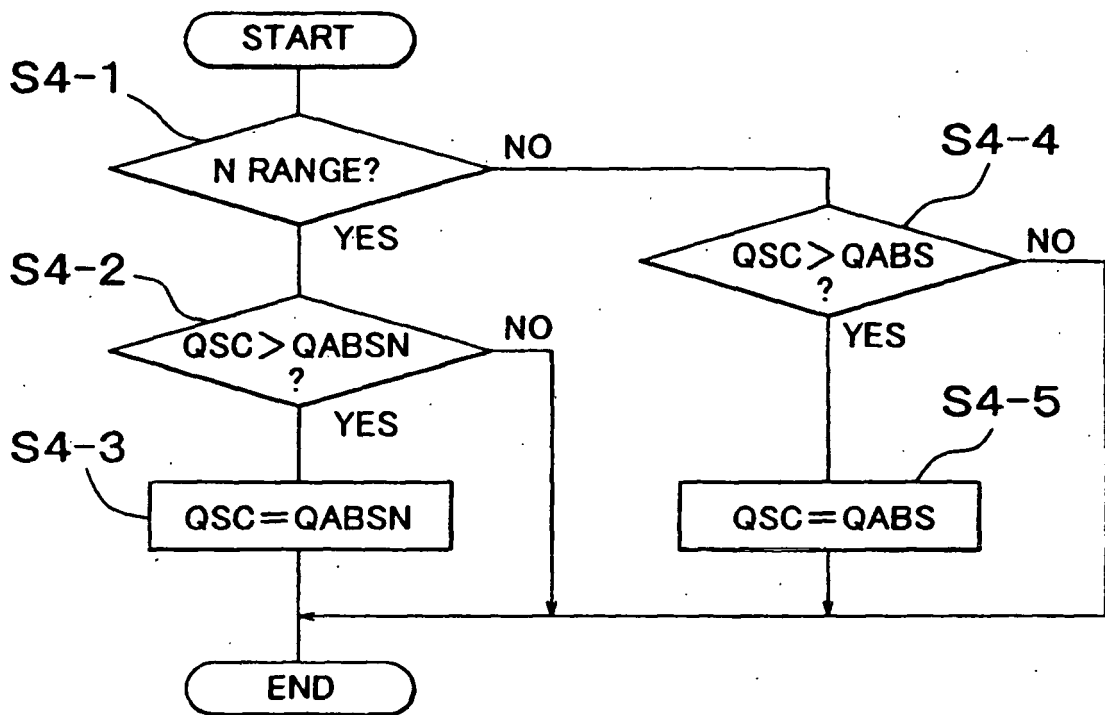 START
S4-1
N RANGE?
NO
YES
S4-4
QSC>QABS
?
NO
YES
S4-2
QSC>QABSN
?
NO
YES
S4-3
QSC=QABSN
S4-5
QSC=QABS
END